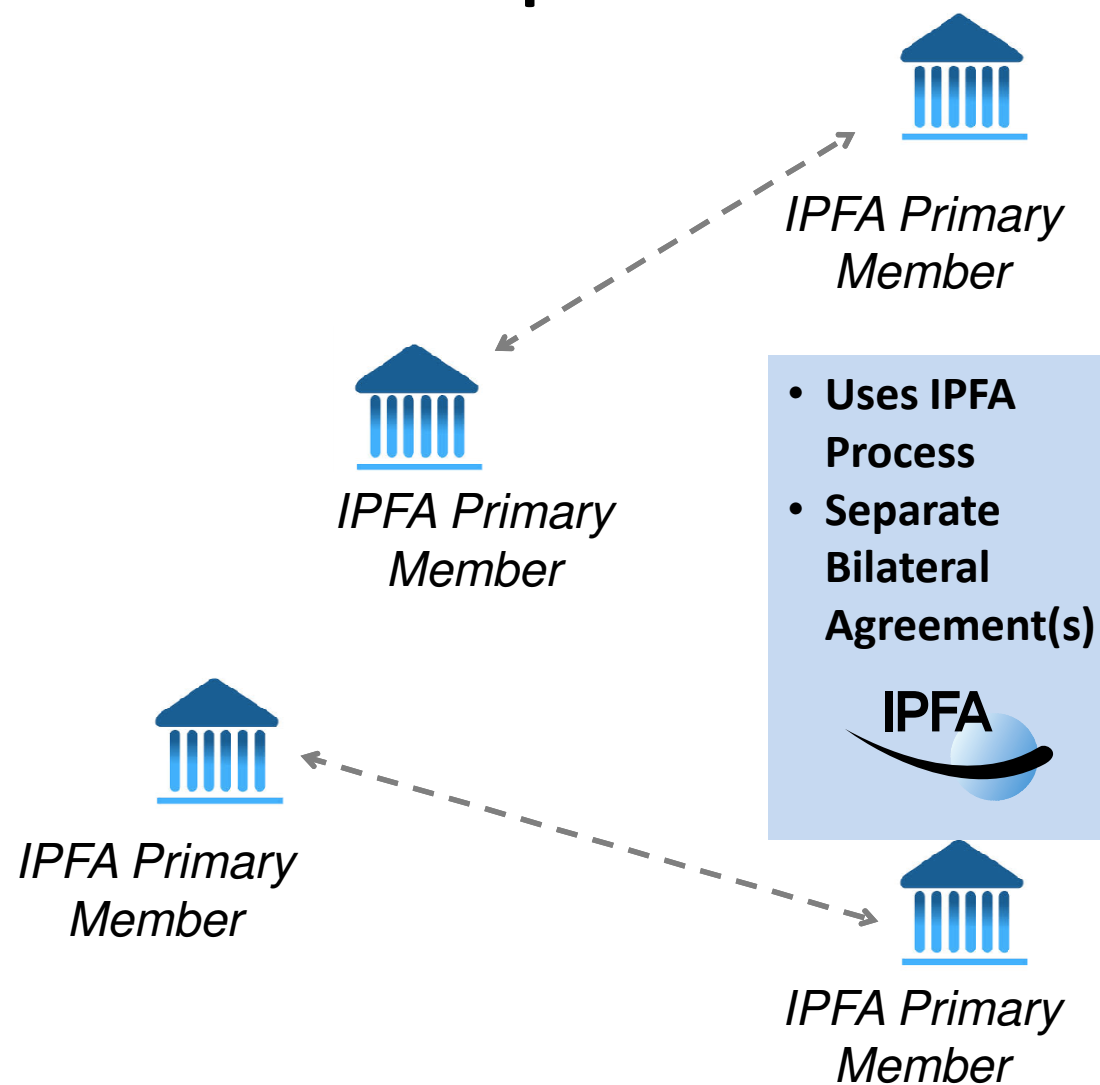 IPFA Primary
Member
IPFA Primary
Member
• Uses IPFA
Process
• Separate
Bilateral
Agreement(s)
IPFA
IPFA Primary
Member
IPFA Primary
Member